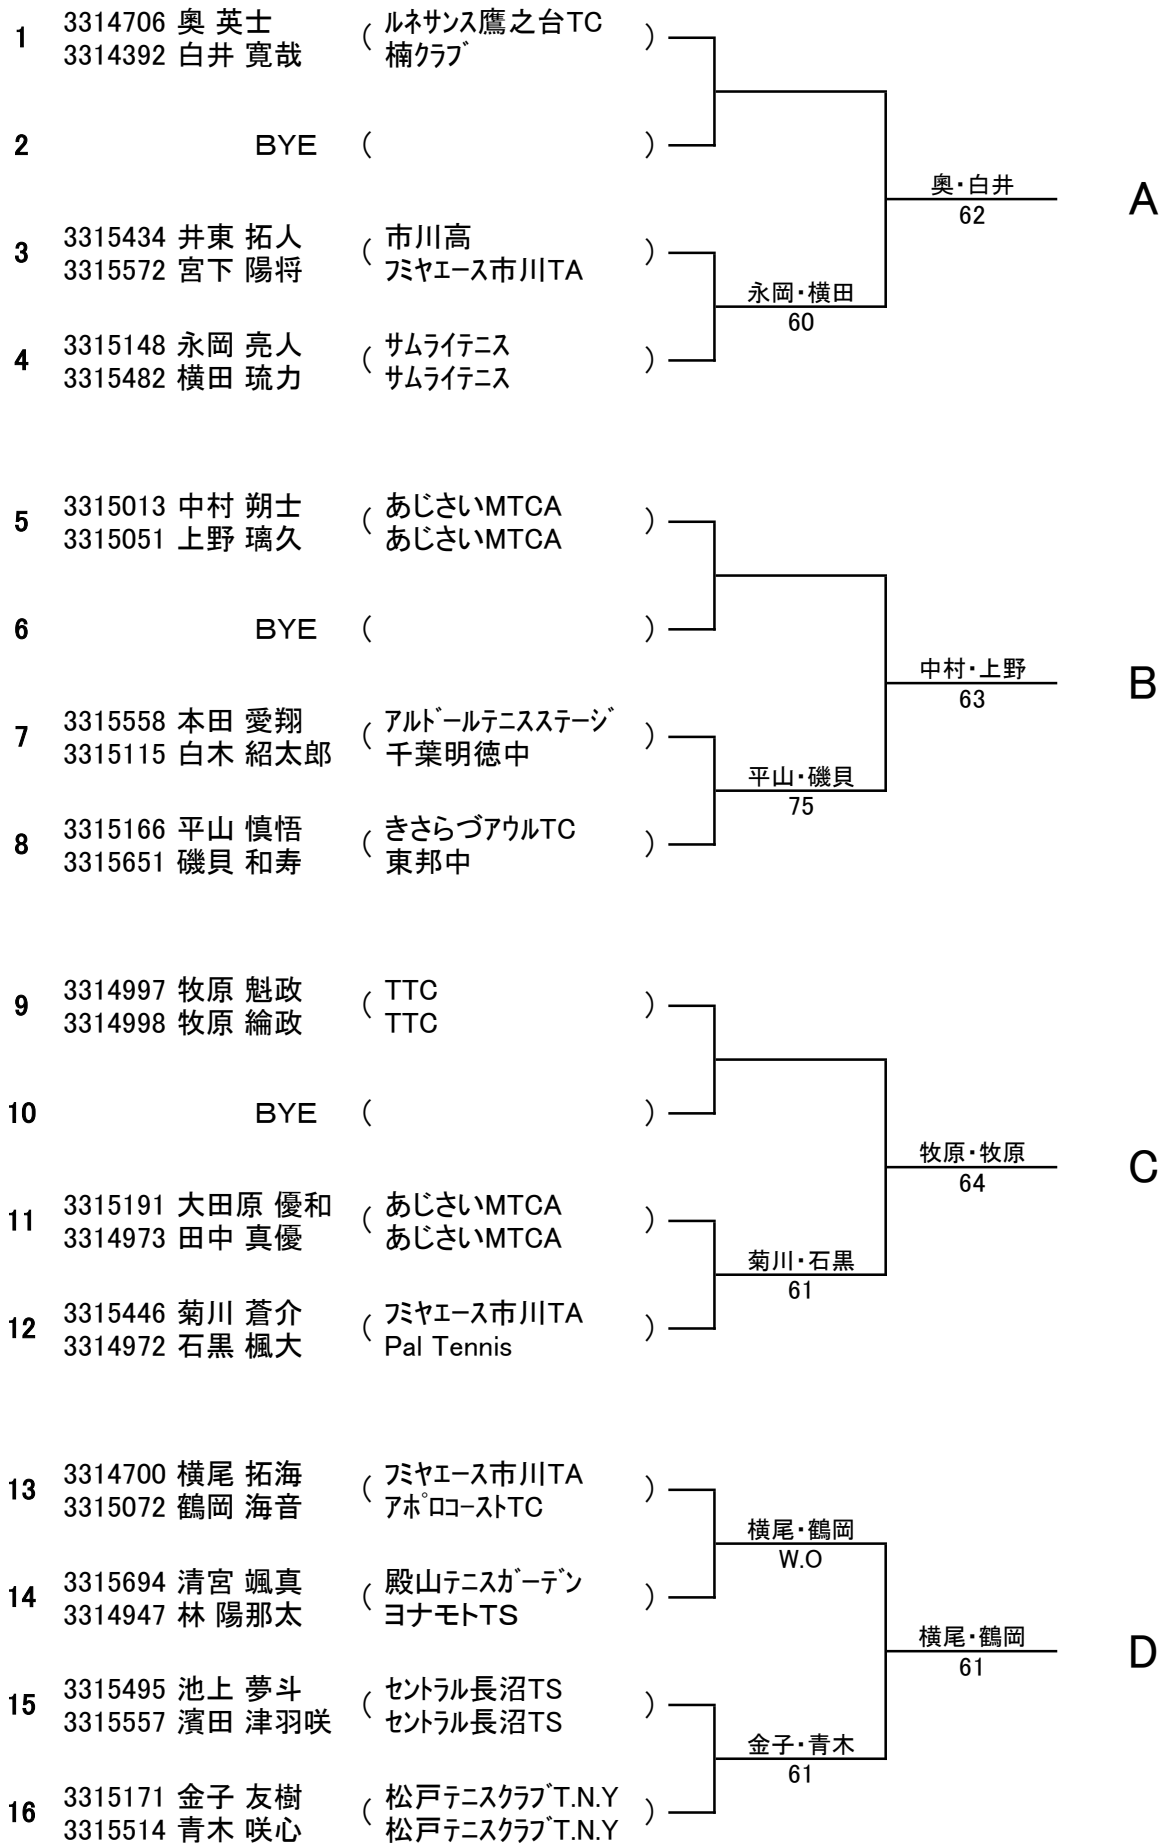 1 3314706 奥 英士 ( ルネサンス鷹之台TC )
3314392 白井 寛哉 楠クラブ
2 BYE ( )
奥・白井 A
62
3 3315434 井東 拓人 ( 市川高 )
3315572 宮下 陽将 フミヤエース市川TA
永岡・横田
60
4 3315148 永岡 亮人 ( サムライテニス )
3315482 横田 琉力 サムライテニス
5 3315013 中村 朔士 ( あじさいMTCA )
3315051 上野 璃久 あじさいMTCA
6 BYE ( )
中村・上野 B
63
7 3315558 本田 愛翔 ( アルドールテニスステージ )
3315115 白木 紹太郎 千葉明徳中
平山・磯貝
75
8 3315166 平山 慎悟 ( きさらづアウルTC )
3315651 磯貝 和寿 東邦中
9 3314997 牧原 魁政 ( TTC )
3314998 牧原 綸政 TTC
10 BYE ( )
牧原・牧原 C
64
11 3315191 大田原 優和 ( あじさいMTCA )
3314973 田中 真優 あじさいMTCA
菊川・石黒
61
12 3315446 菊川 蒼介 ( フミヤエース市川TA )
3314972 石黒 楓大 Pal Tennis
13 3314700 横尾 拓海 ( フミヤエース市川TA )
3315072 鶴岡 海音 アポロコーストTC
横尾・鶴岡
W.O
14 3315694 清宮 颯真 ( 殿山テニスガーデン )
3314947 林 陽那太 ヨナモトTS
横尾・鶴岡 D
61
15 3315495 池上 夢斗 ( セントラル長沼TS )
3315557 濱田 津羽咲 セントラル長沼TS
金子・青木
61
16 3315171 金子 友樹 ( 松戸テニスクラブT.N.Y )
3315514 青木 咲心 松戸テニスクラブT.N.Y